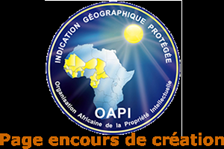 INDICATION GÉOGRAPHIQUE PROTÉGÉE
OAPI
Organisation Africaine de la Propriété Intellectuelle
Page encours de création